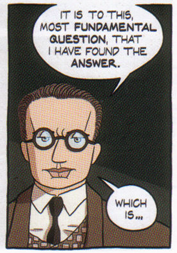 IT IS TO THIS,
MOST FUNDAMENTAL
QUESTION, THAT
I HAVE FOUND THE
ANSWER.
WHICH
IS...